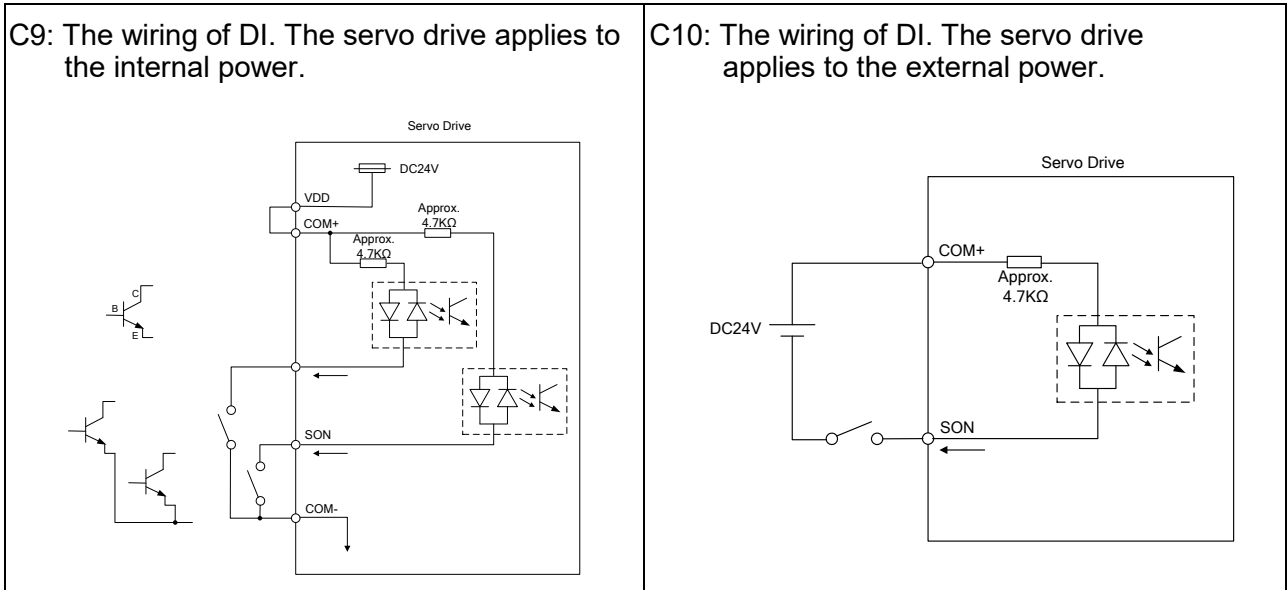 C9: The wiring of DI. The servo drive applies to
the internal power.
Servo Drive
DC24V
VDD
COM+
Approx.
4.7KΩ
Approx.
4.7KΩ
C
B
E
SON
COM-
C10: The wiring of DI. The servo drive
applies to the external power.
Servo Drive
COM+
Approx.
4.7KΩ
DC24V
SON